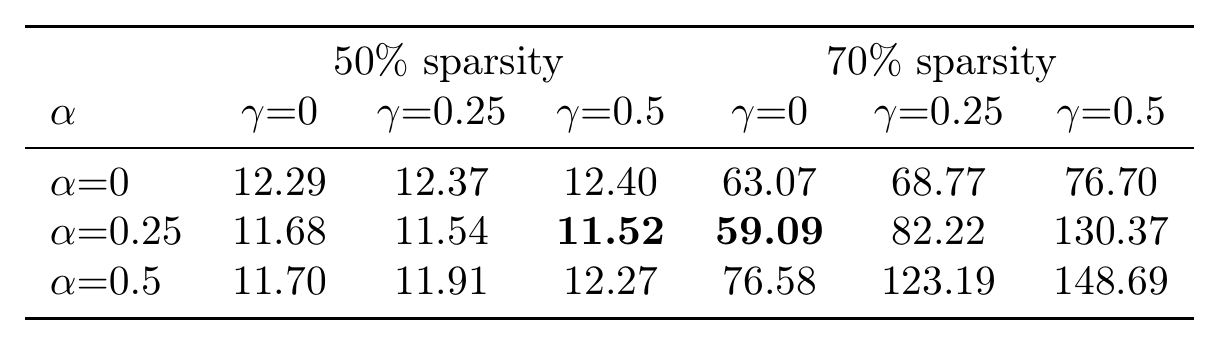 50% sparsity 70% sparsity
α γ=0 γ=0.25 γ=0.5 γ=0 γ=0.25 γ=0.5
α=0 12.29 12.37 12.40 63.07 68.77 76.70
α=0.25 11.68 11.54 11.52 59.09 82.22 130.37
α=0.5 11.70 11.91 12.27 76.58 123.19 148.69